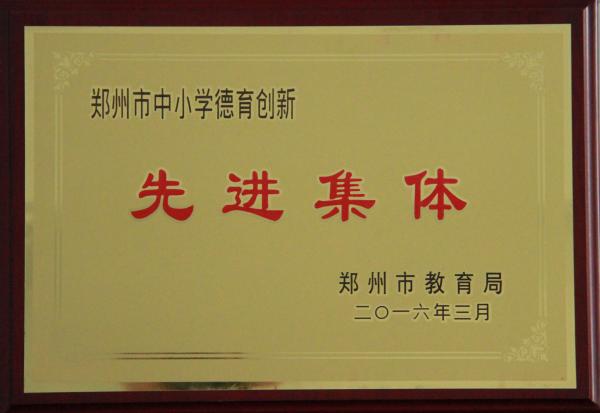 郑州市中小学德育创新
先进集体
郑州市教育局
二〇一六年三月